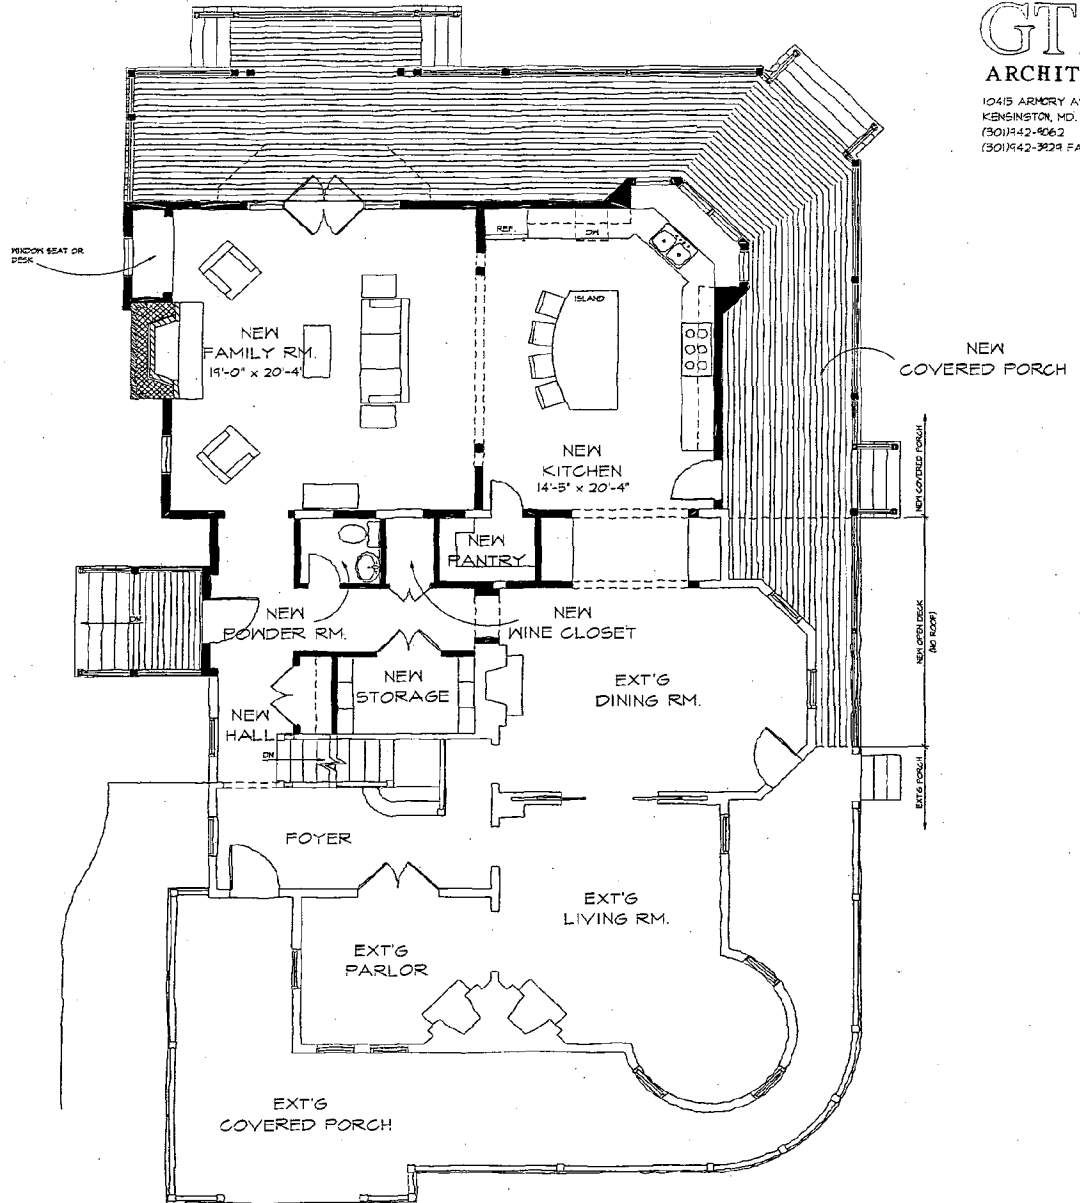 ARCHIT
10415 ARMORY A
KENSINGTON, MD.
(301)942-9062
(301)942-3929 FA
WINDOW SEAT OR
DESK
REF.
DW
ISLAND
NEW
FAMILY RM.
19'-0" x 20'-4"
NEW
COVERED PORCH
NEW
KITCHEN
14'-5" x 20'-4"
NEW COVERED PORCH
NEW
PANTRY
NEW
POWDER RM.
NEW
WINE CLOSET
DN
NEW OPEN DECK
(NO ROOF)
NEW
STORAGE
EXT'G
DINING RM.
NEW
HALL
DN
EXT'G PORCH
FOYER
EXT'G
LIVING RM.
EXT'G
PARLOR
EXT'G
COVERED PORCH